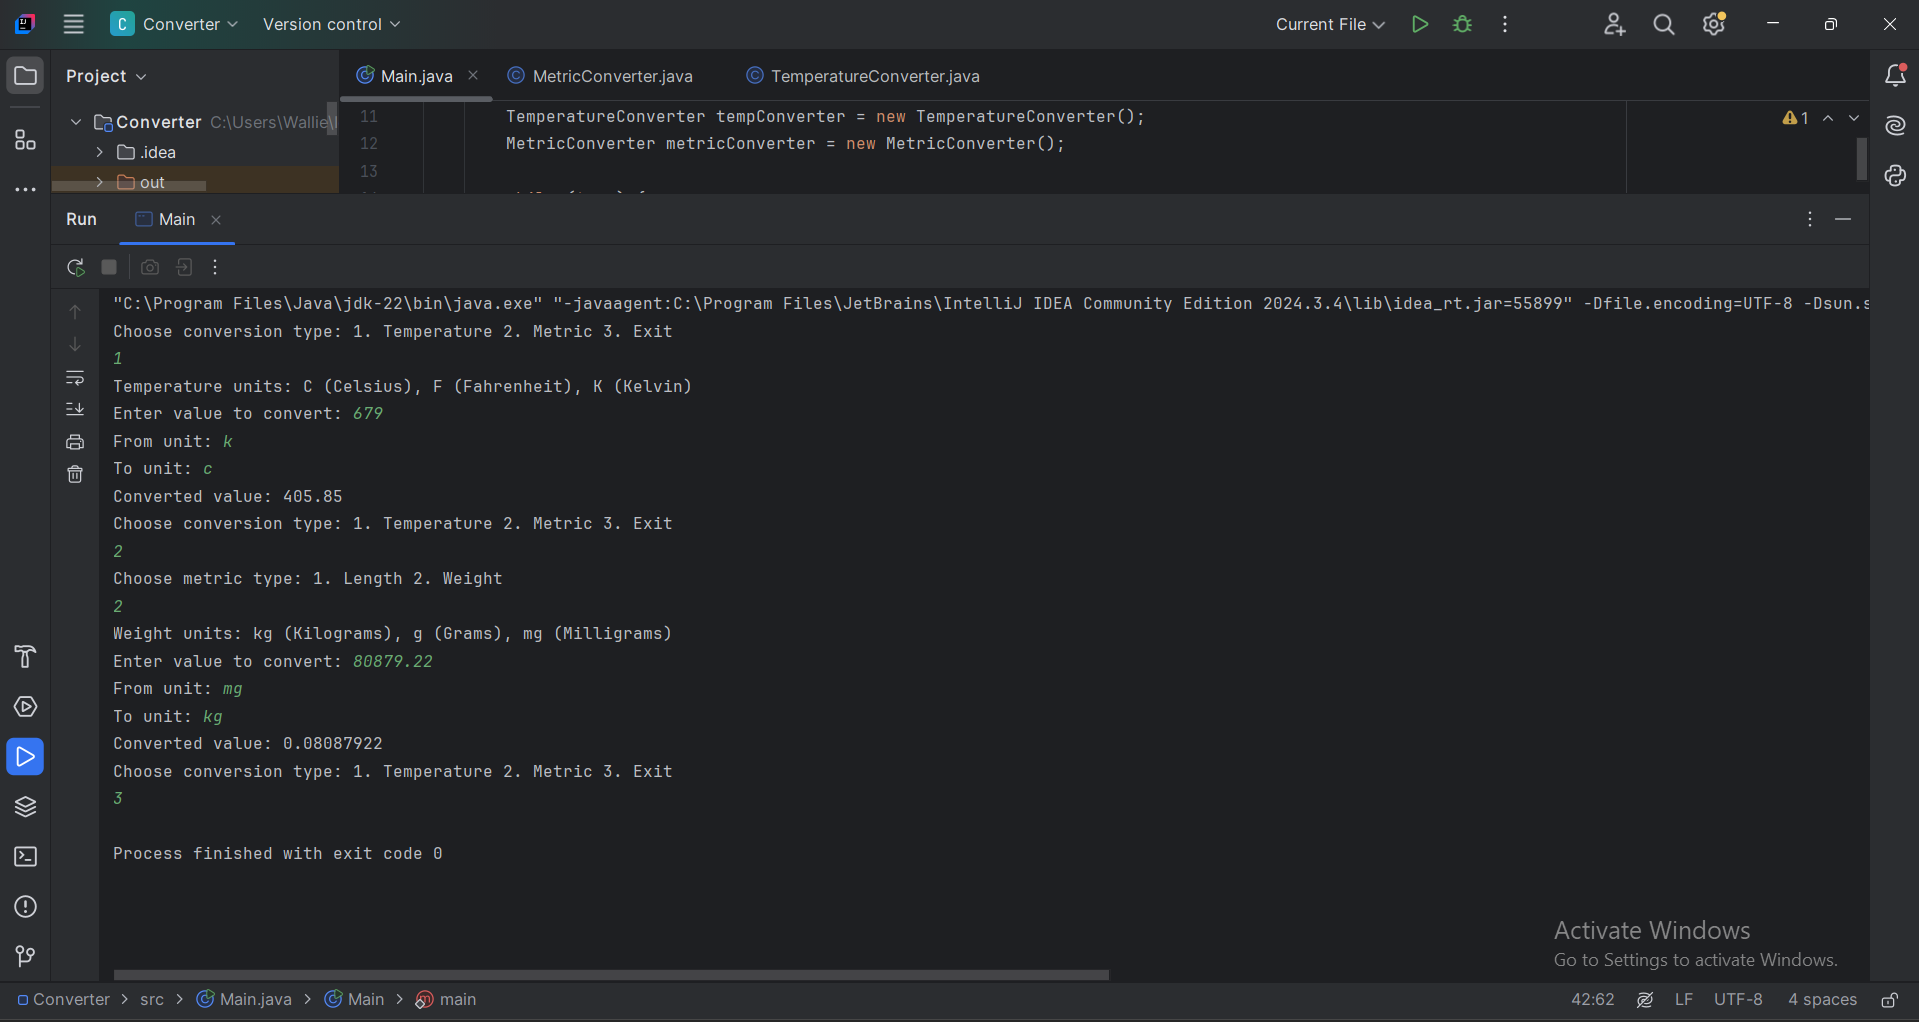 C Converter Version control Current File
Project Main.java MetricConverter.java TemperatureConverter.java
Converter C:\Users\Wallie\
.idea
out
11 TemperatureConverter tempConverter = new TemperatureConverter();
12 MetricConverter metricConverter = new MetricConverter();
13
1
Run Main
"C:\Program Files\Java\jdk-22\bin\java.exe" "-javaagent:C:\Program Files\JetBrains\IntelliJ IDEA Community Edition 2024.3.4\lib\idea_rt.jar=55899" -Dfile.encoding=UTF-8 -Dsun.s
Choose conversion type: 1. Temperature 2. Metric 3. Exit
1
Temperature units: C (Celsius), F (Fahrenheit), K (Kelvin)
Enter value to convert: 679
From unit: k
To unit: c
Converted value: 405.85
Choose conversion type: 1. Temperature 2. Metric 3. Exit
2
Choose metric type: 1. Length 2. Weight
2
Weight units: kg (Kilograms), g (Grams), mg (Milligrams)
Enter value to convert: 80879.22
From unit: mg
To unit: kg
Converted value: 0.08087922
Choose conversion type: 1. Temperature 2. Metric 3. Exit
3
Process finished with exit code 0
Activate Windows
Go to Settings to activate Windows.
Converter > src > Main.java > Main > m main 42:62 LF UTF-8 4 spaces